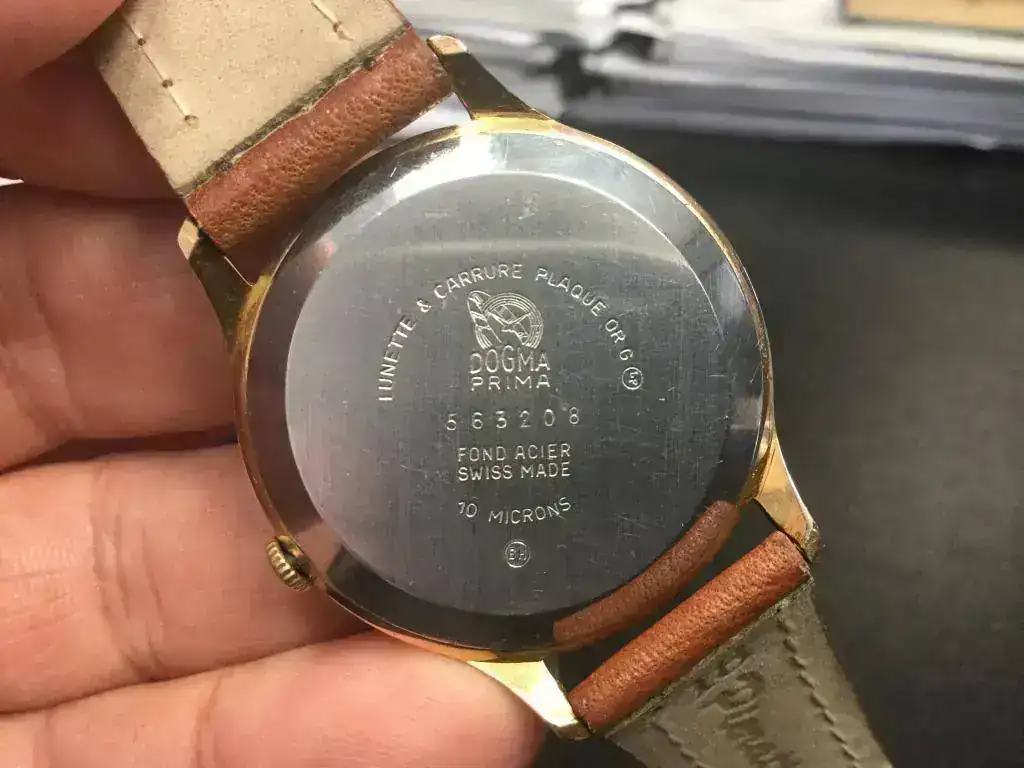 LUNETTE & CARRURE PLAQUE OR G
DOGMA
PRIMA
563208
FOND ACIER
SWISS MADE
10 MICRONS